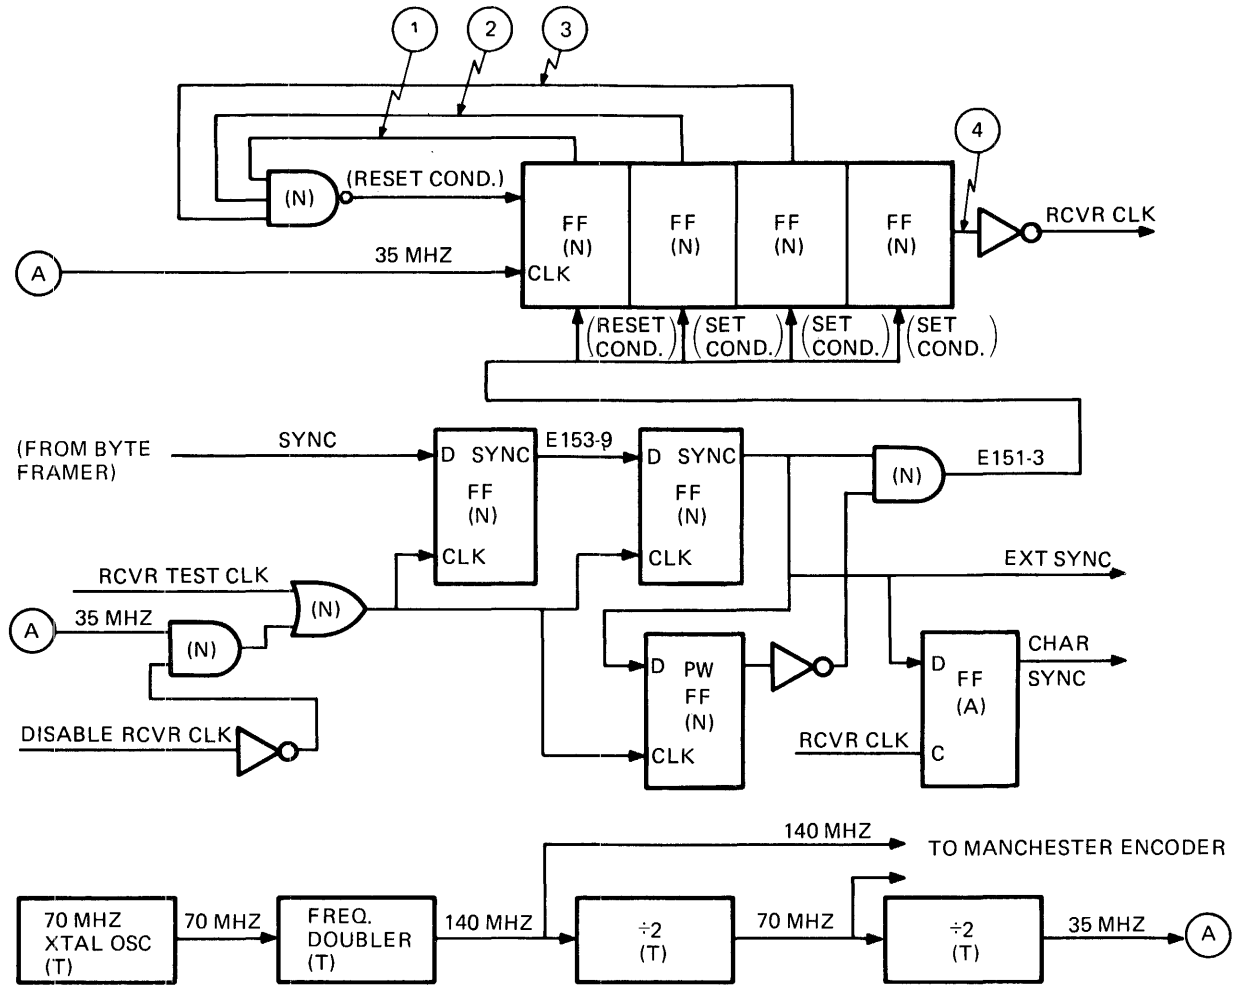 1
2
3
4
(N)
(RESET COND.)
35 MHZ
A
CLK
FF
(N)
FF
(N)
FF
(N)
FF
(N)
RCVR CLK
(RESET
COND.)
(SET
COND.)
(SET
COND.)
(SET
COND.)
(FROM BYTE
FRAMER)
SYNC
D SYNC
FF
(N)
CLK
E153-9
D SYNC
FF
(N)
CLK
(N)
E151-3
RCVR TEST CLK
A
35 MHZ
(N)
(N)
DISABLE RCVR CLK
EXT SYNC
D PW
FF
(N)
CLK
D
FF
(A)
C
CHAR
SYNC
RCVR CLK
140 MHZ
TO MANCHESTER ENCODER
70 MHZ
XTAL OSC
(T)
70 MHZ
FREQ.
DOUBLER
(T)
140 MHZ
÷2
(T)
70 MHZ
÷2
(T)
35 MHZ
A